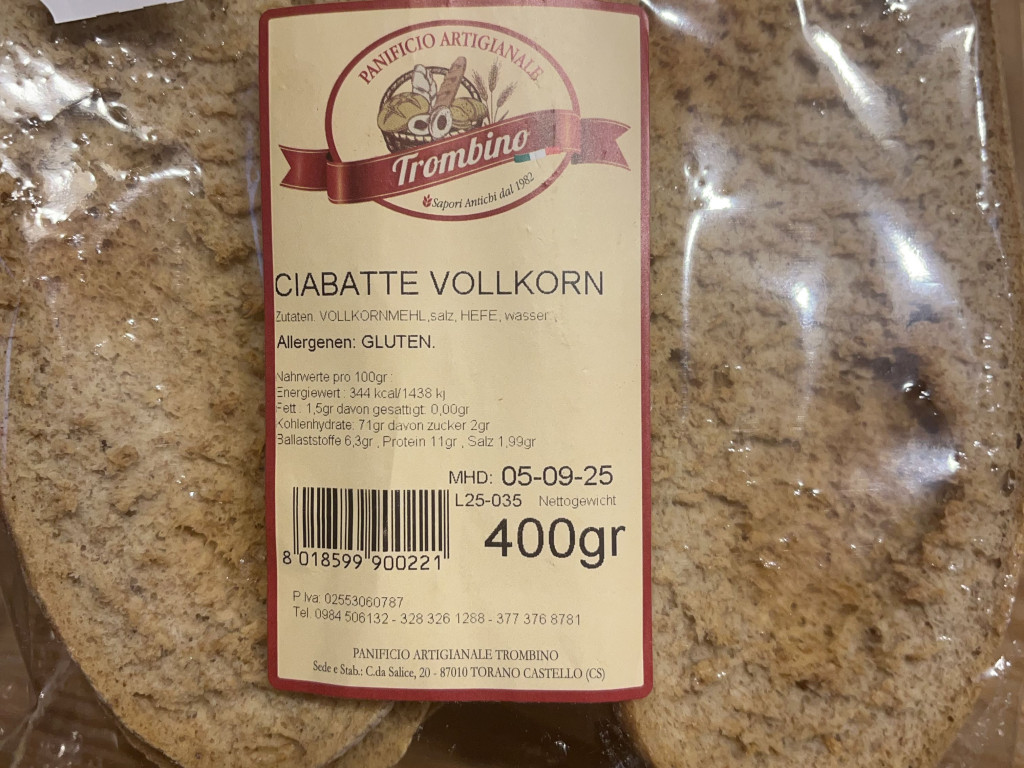 PANIFICIO ARTIGIANALE
Trombino
Sapori Antichi dal 1982
CIABATTE VOLLKORN
Zutaten. VOLLKORNMEHL,salz, HEFE, wasser ,
Allergenen: GLUTEN.
Nahrwerte pro 100gr :
Energiewert : 344 kcal/1438 kj
Fett : 1,5gr davon gesattigt: 0,00gr
Kohlenhydrate: 71gr davon zucker 2gr
Ballaststoffe 6,3gr , Protein 11gr , Salz 1,99gr
MHD: 05-09-25
L25-035 Nettogewicht
400gr
8 018599 900221
P.Iva: 02553060787
Tel. 0984 506132 - 328 326 1288 - 377 376 8781
PANIFICIO ARTIGIANALE TROMBINO
Sede e Stab.: C.da Salice, 20 - 87010 TORANO CASTELLO (CS)